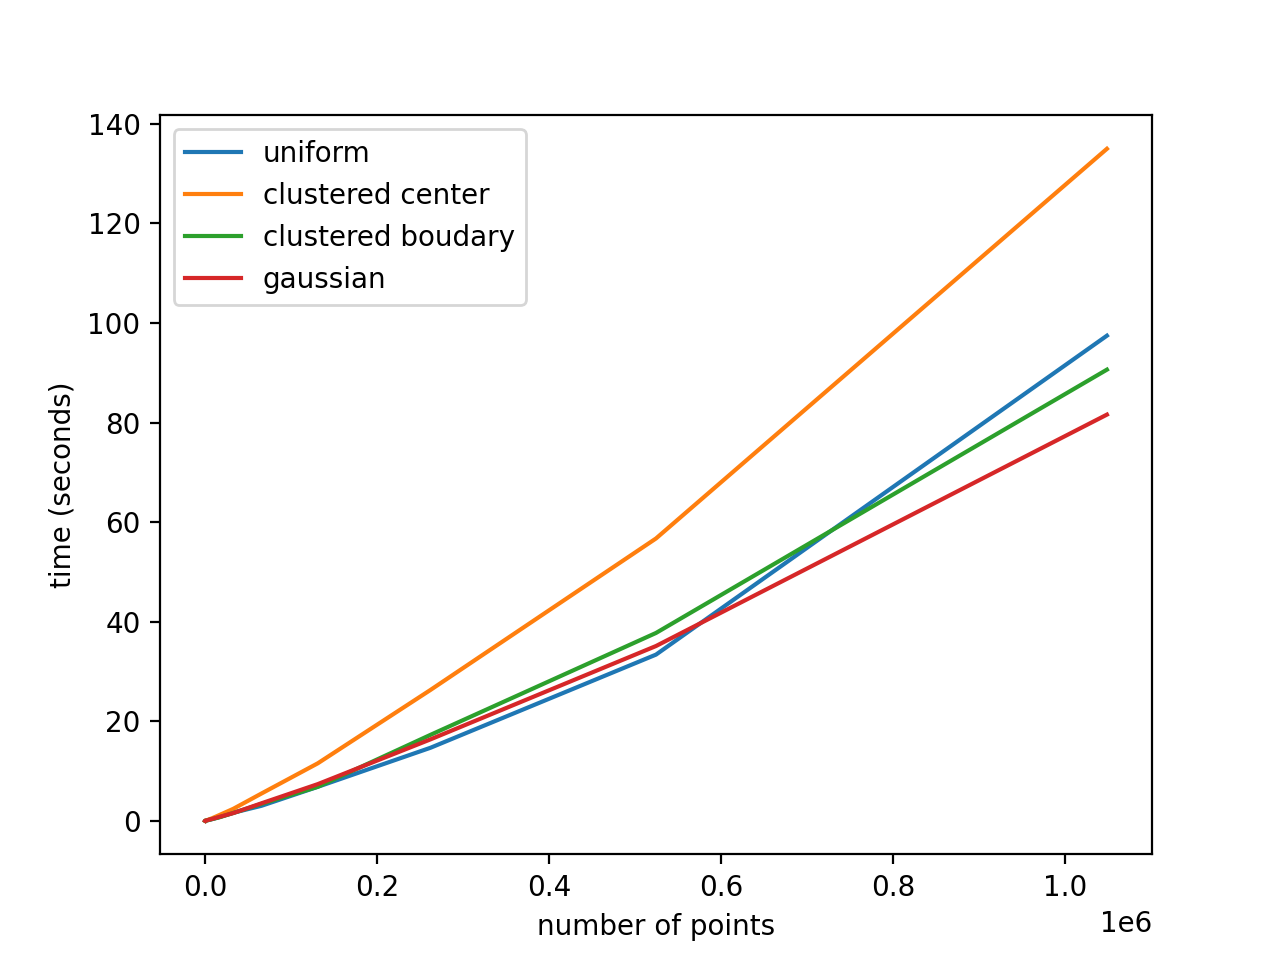 140
120
100
80
60
40
20
0
time (seconds)
uniform
clustered center
clustered boudary
gaussian
0.0 0.2 0.4 0.6 0.8 1.0
1e6
number of points